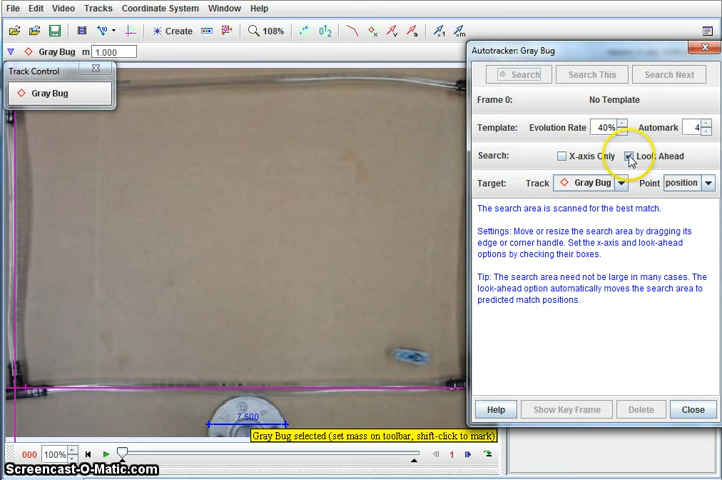 File Edit Video Tracks Coordinate System Window Help
Create 108%
Gray Bug m 1.000
Track Control
Gray Bug
7.500
Gray Bug selected (set mass on toolbar, shift-click to mark)
000 100% 1
Autotracker: Gray Bug
Search Search This Search Next
Frame 0: No Template
Template: Evolution Rate 40% Automark 4
Search: X-axis Only Look Ahead
Target: Track Gray Bug Point position
The search area is scanned for the best match.
Settings: Move or resize the search area by dragging its
edge or corner handle. Set the x-axis and look-ahead
options by checking their boxes.
Tip: The search area need not be large in many cases. The
look-ahead option automatically moves the search area to
predicted match positions.
Help Show Key Frame Delete Close
Screencast-O-Matic.com